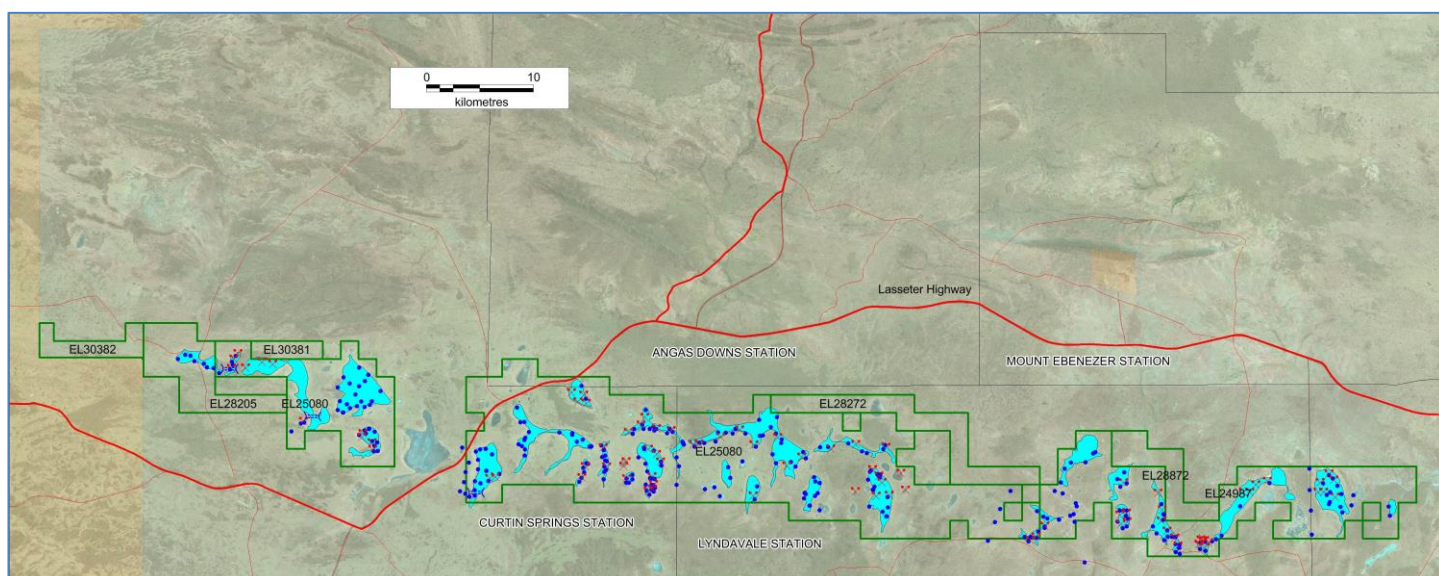 0 10
kilometres
Lasseter Highway
EL30382
EL30381
ANGAS DOWNS STATION
MOUNT EBENEZER STATION
EL28205
EL25080
EL28272
EL25080
EL28872
EL24987
CURTIN SPRINGS STATION
LYNDAVALE STATION